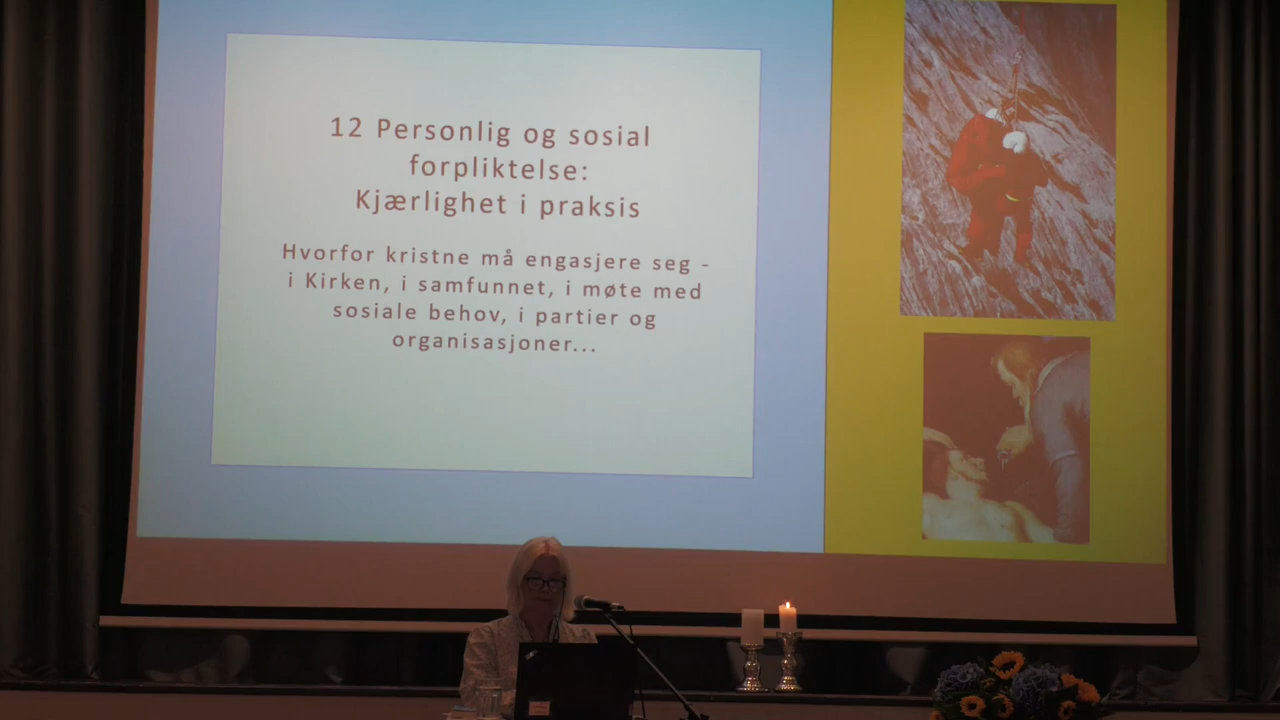 12 Personlig og sosial
forpliktelse:
Kjærlighet i praksis
Hvorfor kristne må engasjere seg -
i Kirken, i samfunnet, i møte med
sosiale behov, i partier og
organisasjoner...